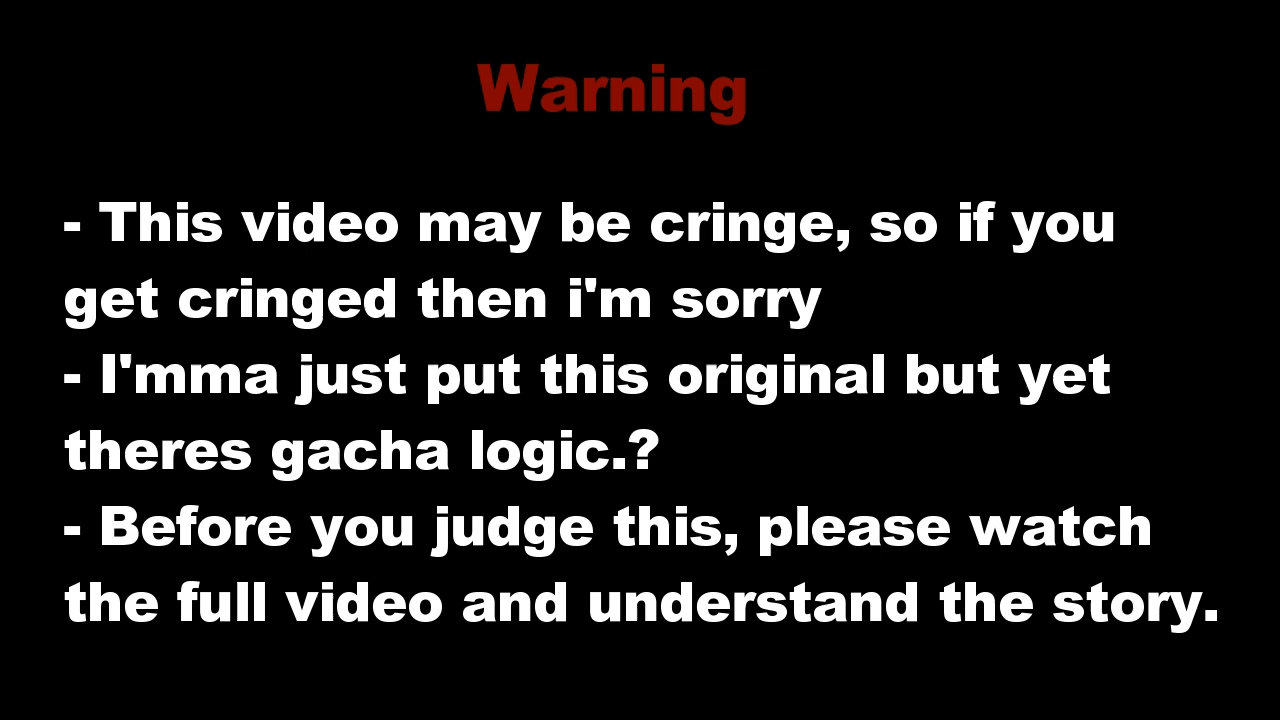 Warning
- This video may be cringe, so if you
get cringed then i'm sorry
- I'mma just put this original but yet
theres gacha logic.?
- Before you judge this, please watch
the full video and understand the story.